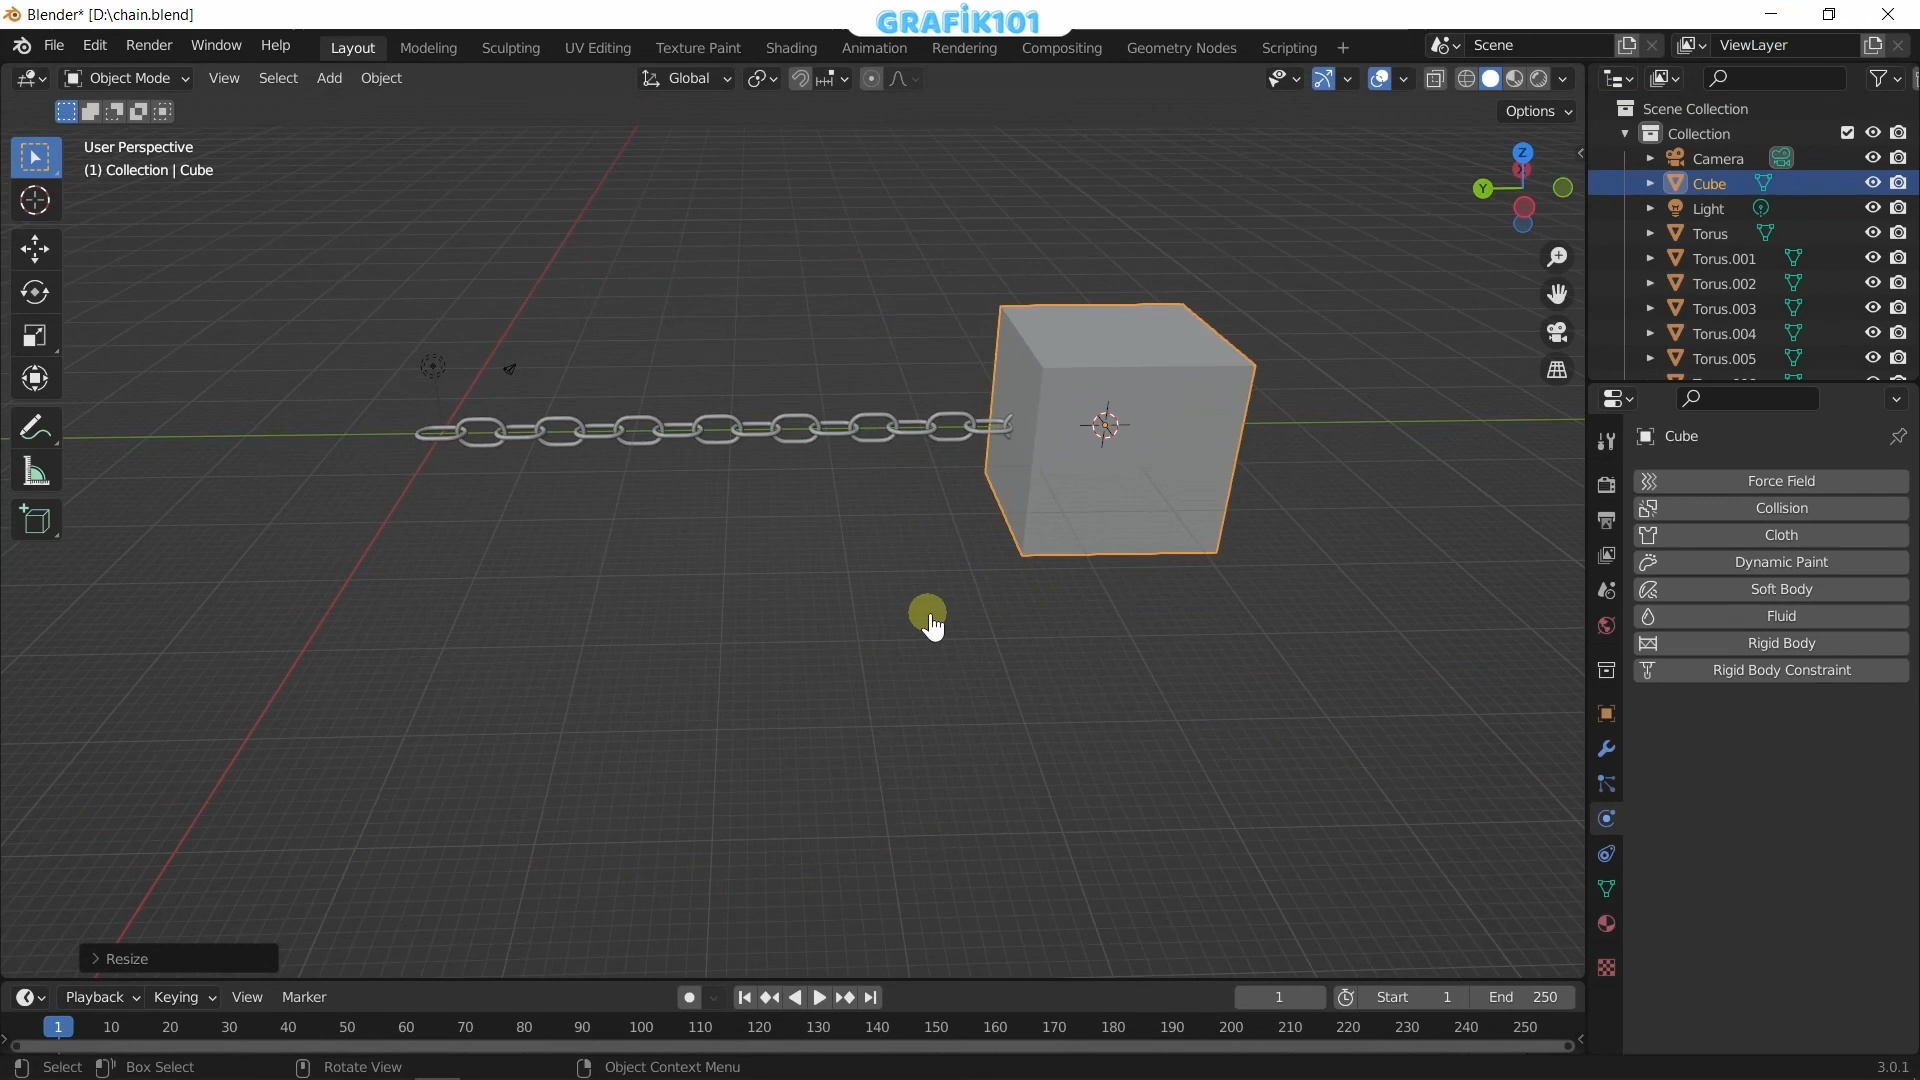 Blender* [D:\chain.blend]
GRAFİK101
File Edit Render Window Help
Layout Modeling Sculpting UV Editing Texture Paint Shading Animation Rendering Compositing Geometry Nodes Scripting +
Scene
ViewLayer
Object Mode View Select Add Object
Global
Options
User Perspective
(1) Collection | Cube
Z
X
Y
Scene Collection
Collection
Camera
Cube
Light
Torus
Torus.001
Torus.002
Torus.003
Torus.004
Torus.005
Cube
Force Field
Collision
Cloth
Dynamic Paint
Soft Body
Fluid
Rigid Body
Rigid Body Constraint
Resize
Playback Keying View Marker
1
Start 1
End 250
1 10 20 30 40 50 60 70 80 90 100 110 120 130 140 150 160 170 180 190 200 210 220 230 240 250
Select Box Select Rotate View Object Context Menu
3.0.1